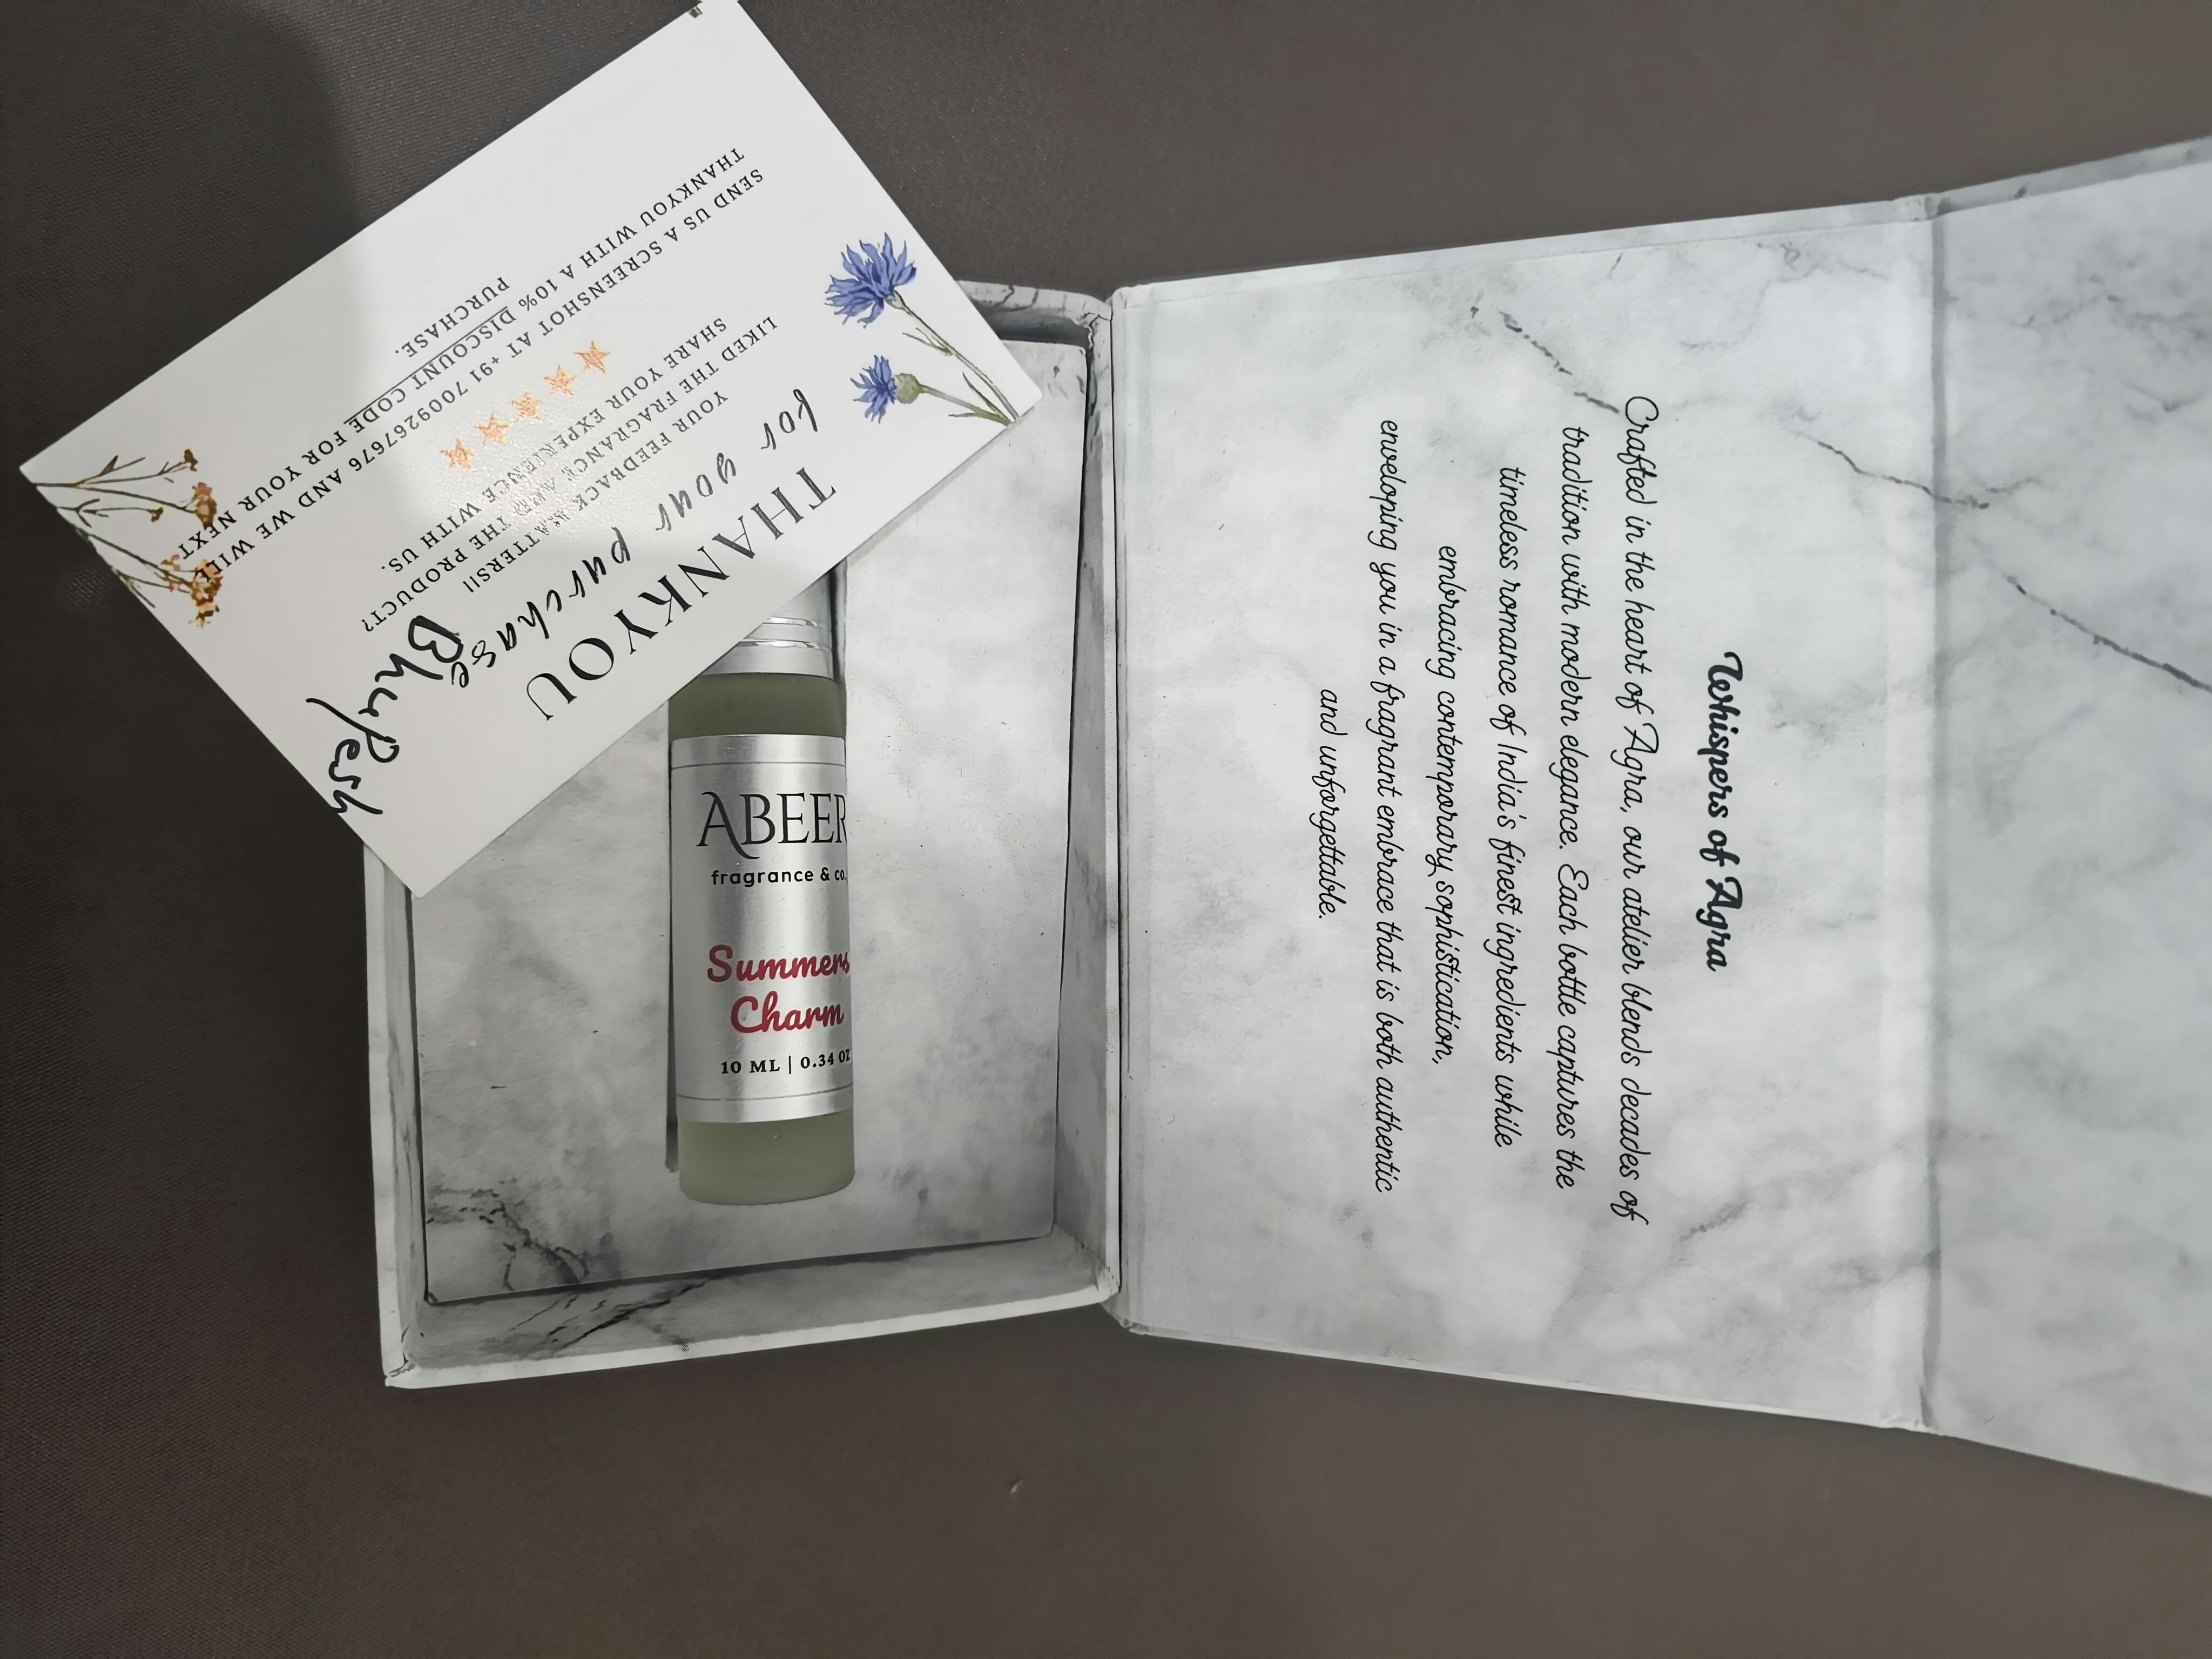 THANKYOU
for your purchase
Bhupesh
YOUR FEEDBACK MATTERS!!
LIKED THE FRAGRANCE AND THE PRODUCT?
SHARE YOUR EXPERIENCE WITH US.
SEND US A SCREENSHOT AT +91 7009267676 AND WE WILL
THANKYOU WITH A 10% DISCOUNT CODE FOR YOUR NEXT
PURCHASE.
ABEER
fragrance & co.
Summers
Charm
10 ML | 0.34 OZ
Whispers of Agra
Crafted in the heart of Agra, our atelier blends decades of
tradition with modern elegance. Each bottle captures the
timeless romance of India's finest ingredients while
embracing contemporary sophistication,
enveloping you in a fragrant embrace that is both authentic
and unforgettable.